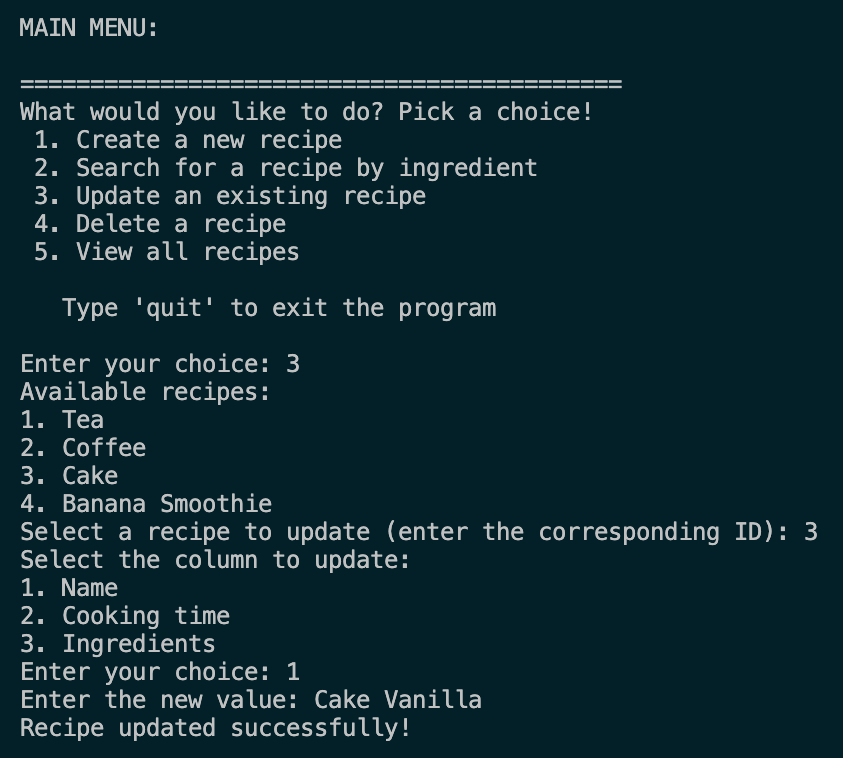 MAIN MENU:
===========================================
What would you like to do? Pick a choice!
1. Create a new recipe
2. Search for a recipe by ingredient
3. Update an existing recipe
4. Delete a recipe
5. View all recipes
Type 'quit' to exit the program
Enter your choice: 3
Available recipes:
1. Tea
2. Coffee
3. Cake
4. Banana Smoothie
Select a recipe to update (enter the corresponding ID): 3
Select the column to update:
1. Name
2. Cooking time
3. Ingredients
Enter your choice: 1
Enter the new value: Cake Vanilla
Recipe updated successfully!